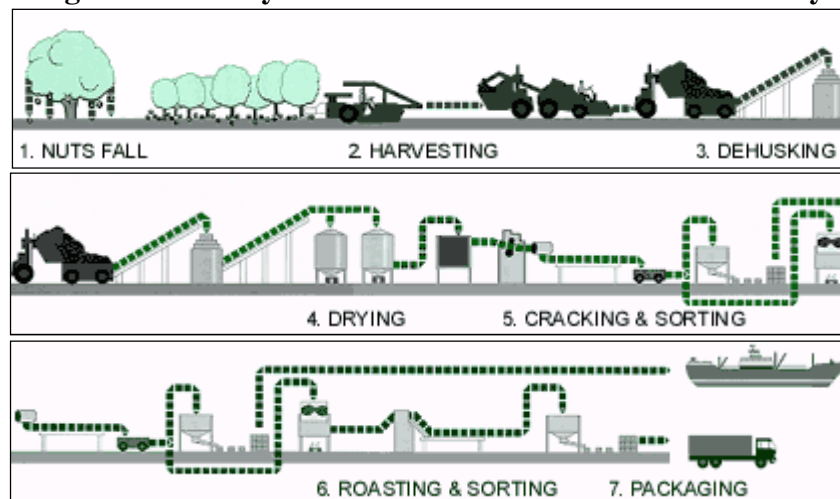 1. NUTS FALL
2. HARVESTING
3. DEHUSKING
4. DRYING
5. CRACKING & SORTING
6. ROASTING & SORTING
7. PACKAGING